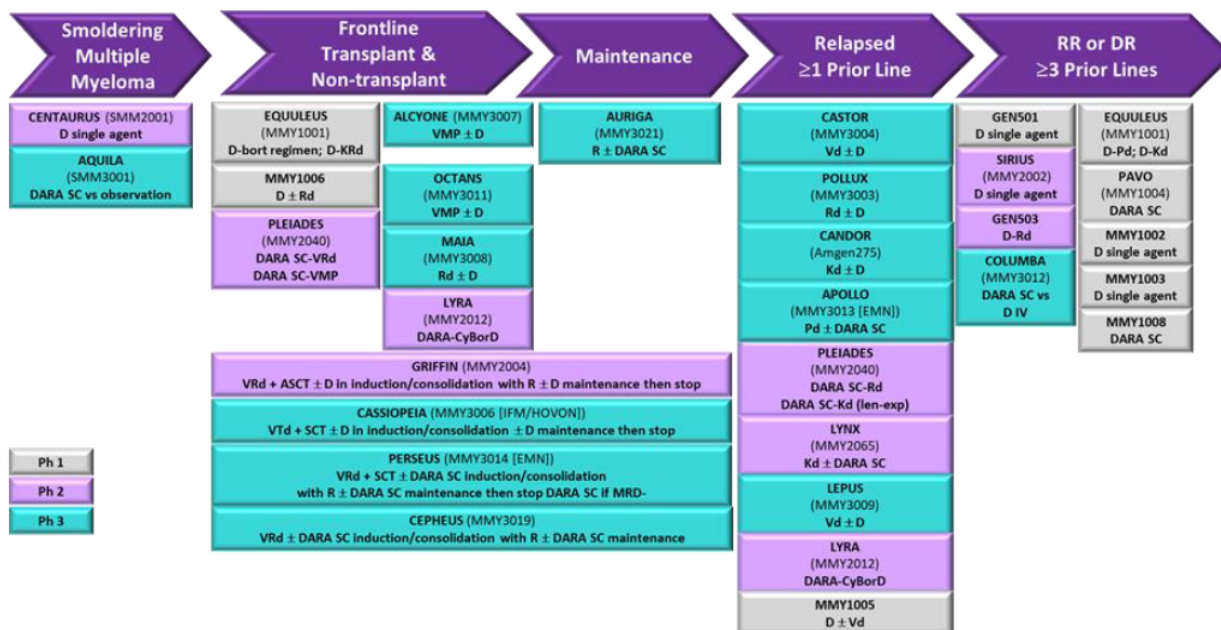 Smoldering
Multiple
Myeloma
Frontline
Transplant &
Non-transplant
Maintenance
Relapsed
≥1 Prior Line
RR or DR
≥3 Prior Lines
CENTAURUS (SMM2001)
D single agent
AQUILA
(SMM3001)
DARA SC vs observation
EQUULEUS
(MMY1001)
D-bort regimen; D-KRd
MMY1006
D ± Rd
PLEIADES
(MMY2040)
DARA SC-VRd
DARA SC-VMP
ALCYONE (MMY3007)
VMP ± D
OCTANS
(MMY3011)
VMP ± D
MAIA
(MMY3008)
Rd ± D
LYRA
(MMY2012)
DARA-CyBorD
GRIFFIN (MMY2004)
VRd + ASCT ± D in induction/consolidation with R ± D maintenance then stop
CASSIOPEIA (MMY3006 [IFM/HOVON])
VTd + SCT ± D in induction/consolidation ± D maintenance then stop
PERSEUS (MMY3014 [EMN])
VRd + SCT ± DARA SC induction/consolidation
with R ± DARA SC maintenance then stop DARA SC if MRD-
CEPHEUS (MMY3019)
VRd ± DARA SC induction/consolidation with R ± DARA SC maintenance
AURIGA
(MMY3021)
R ± DARA SC
CASTOR
(MMY3004)
Vd ± D
POLLUX
(MMY3003)
Rd ± D
CANDOR
(Amgen275)
Kd ± D
APOLLO
(MMY3013 [EMN])
Pd ± DARA SC
PLEIADES
(MMY2040)
DARA SC-Rd
DARA SC-Kd (len-exp)
LYNX
(MMY2065)
Kd ± DARA SC
LEPUS
(MMY3009)
Vd ± D
LYRA
(MMY2012)
DARA-CyBorD
MMY1005
D ± Vd
GEN501
D single agent
SIRIUS
(MMY2002)
D single agent
GEN503
D-Rd
COLUMBA
(MMY3012)
DARA SC vs
D IV
EQUULEUS
(MMY1001)
D-Pd; D-Kd
PAVO
(MMY1004)
DARA SC
MMY1002
D single agent
MMY1003
D single agent
MMY1008
DARA SC
Ph 1
Ph 2
Ph 3